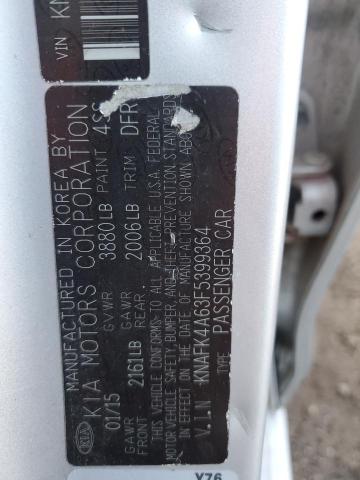 VIN KN
MANUFACTURED IN KOREA BY
KIA KIA MOTORS CORPORATION
01/15 GVWR 3880LB PAINT 4SS
GAWR FRONT 2161LB GAWR REAR 2006LB TRIM DFR
THIS VEHICLE CONFORMS TO ALL APPLICABLE U.S.A. FEDERAL
MOTOR VEHICLE SAFETY, BUMPER, AND THEFT PREVENTION STANDARDS
IN EFFECT ON THE DATE OF MANUFACTURE SHOWN ABOVE
V.I.N : KNAFK4A63F5399364
TYPE : PASSENGER CAR
Y76